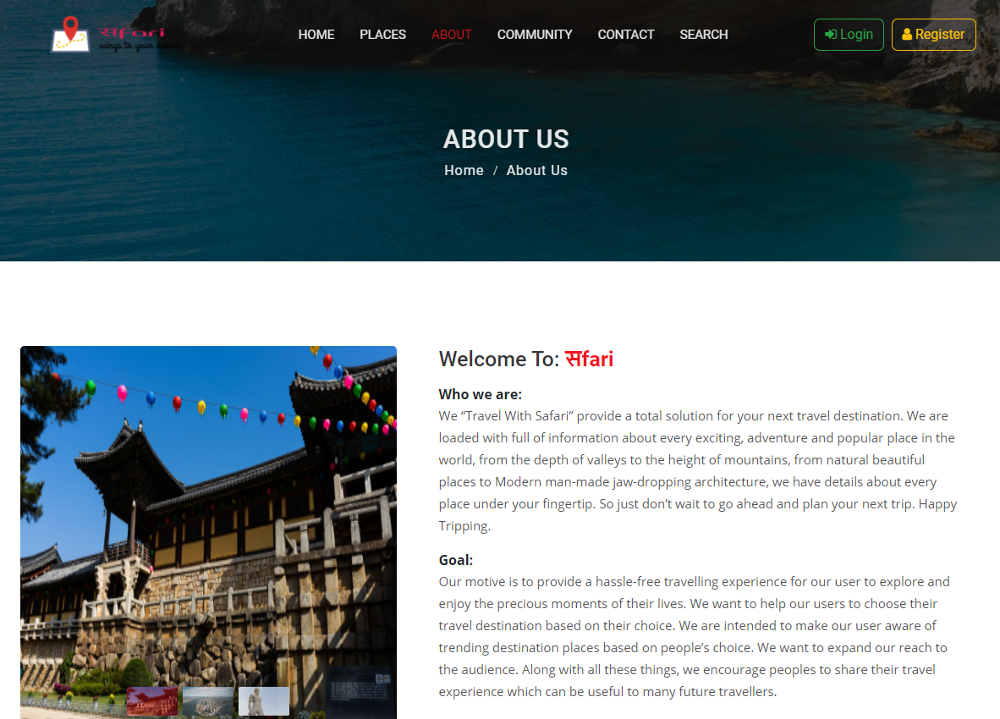 सfari
wings to your dreams
HOME PLACES ABOUT COMMUNITY CONTACT SEARCH
Login Register
ABOUT US
Home / About Us
Welcome To: सfari
Who we are:
We “Travel With Safari” provide a total solution for your next travel destination. We are
loaded with full of information about every exciting, adventure and popular place in the
world, from the depth of valleys to the height of mountains, from natural beautiful
places to Modern man-made jaw-dropping architecture, we have details about every
place under your fingertip. So just don’t wait to go ahead and plan your next trip. Happy
Tripping.
Goal:
Our motive is to provide a hassle-free travelling experience for our user to explore and
enjoy the precious moments of their lives. We want to help our users to choose their
travel destination based on their choice. We are intended to make our user aware of
trending destination places based on people’s choice. We want to expand our reach to
the audience. Along with all these things, we encourage peoples to share their travel
experience which can be useful to many future travellers.